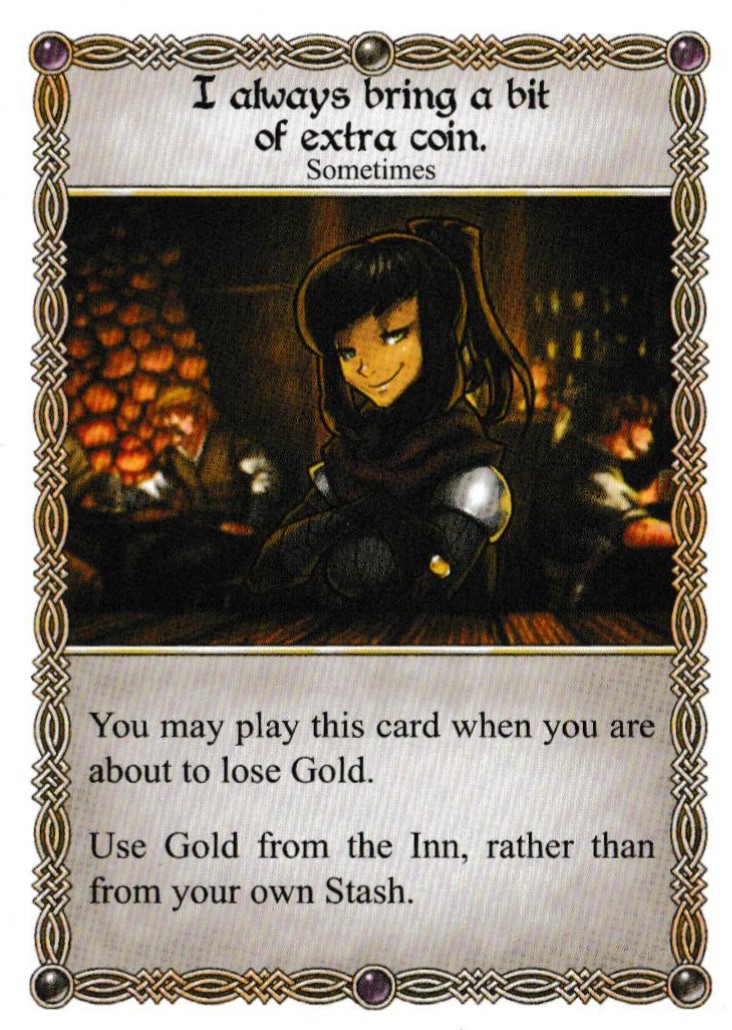 I always bring a bit
of extra coin.
Sometimes
You may play this card when you are
about to lose Gold.
Use Gold from the Inn, rather than
from your own Stash.